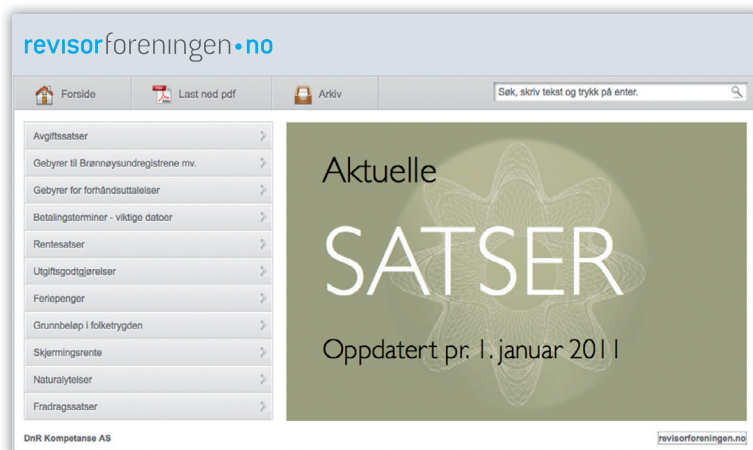 revisorforeningen•no
Forside
Last ned pdf
Arkiv
Søk, skriv tekst og trykk på enter.
Avgiftssatser
Gebyrer til Brønnøysundregistrene mv.
Gebyrer for forhåndsuttalelser
Betalingsterminer - viktige datoer
Rentesatser
Utgiftsgodtgjørelser
Feriepenger
Grunnbeløp i folketrygden
Skjermingsrente
Naturalytelser
Fradragssatser
Aktuelle
SATSER
Oppdatert pr. 1. januar 2011
DnR Kompetanse AS
revisorforeningen.no